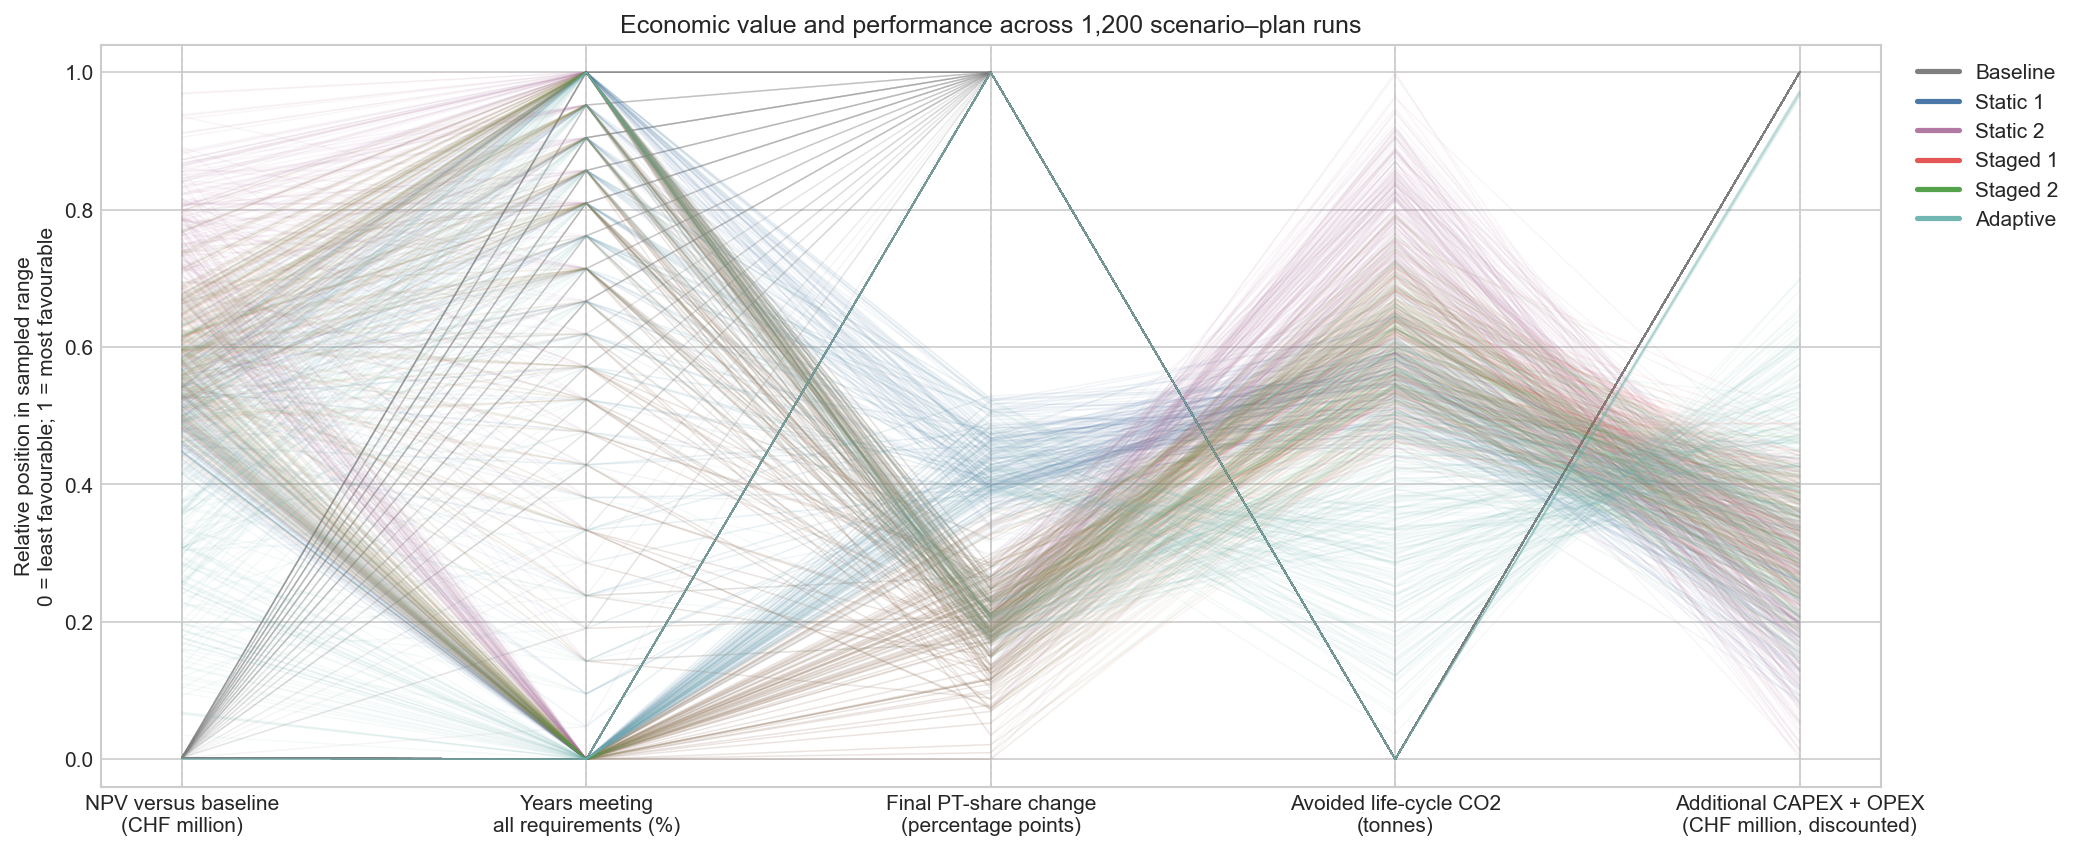 Economic value and performance across 1,200 scenario–plan runs
Relative position in sampled range
0 = least favourable; 1 = most favourable
1.0
0.8
0.6
0.4
0.2
0.0
NPV versus baseline
(CHF million)
Years meeting
all requirements (%)
Final PT-share change
(percentage points)
Avoided life-cycle CO2
(tonnes)
Additional CAPEX + OPEX
(CHF million, discounted)
Baseline
Static 1
Static 2
Staged 1
Staged 2
Adaptive